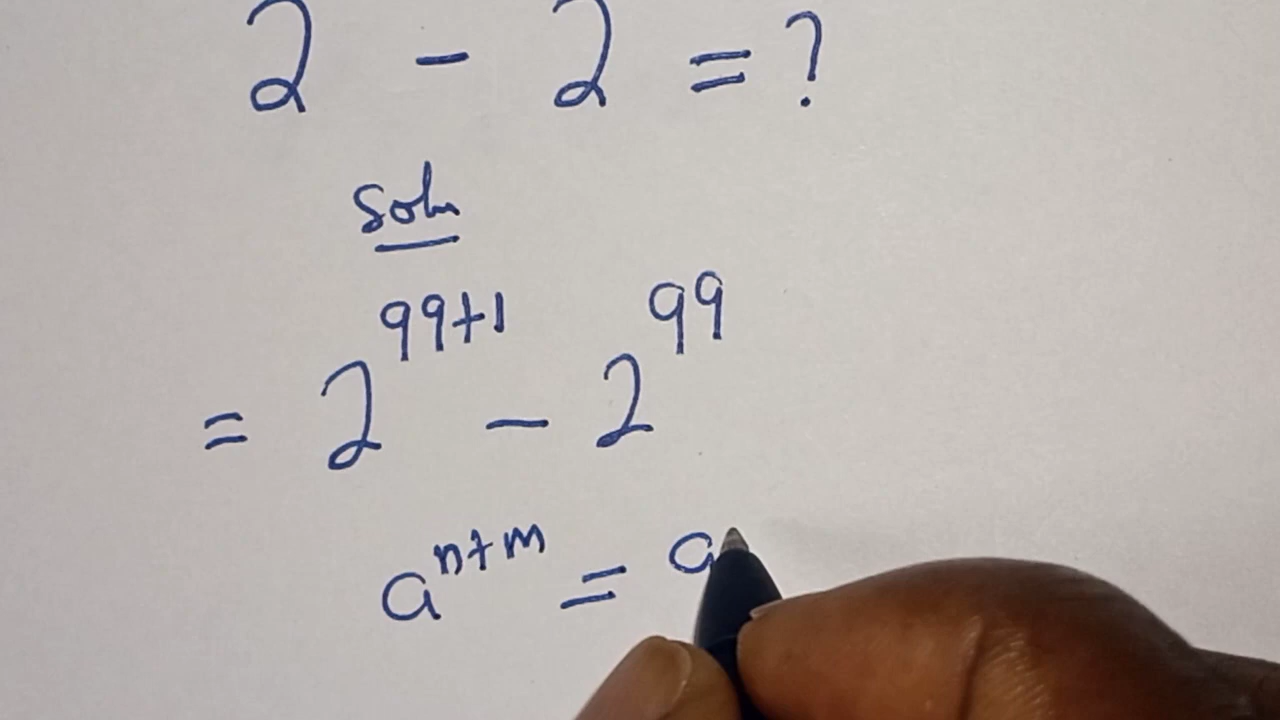 2 - 2 = ?
Soln
= 2^{99+1} - 2^{99}
a^{n+m} = a